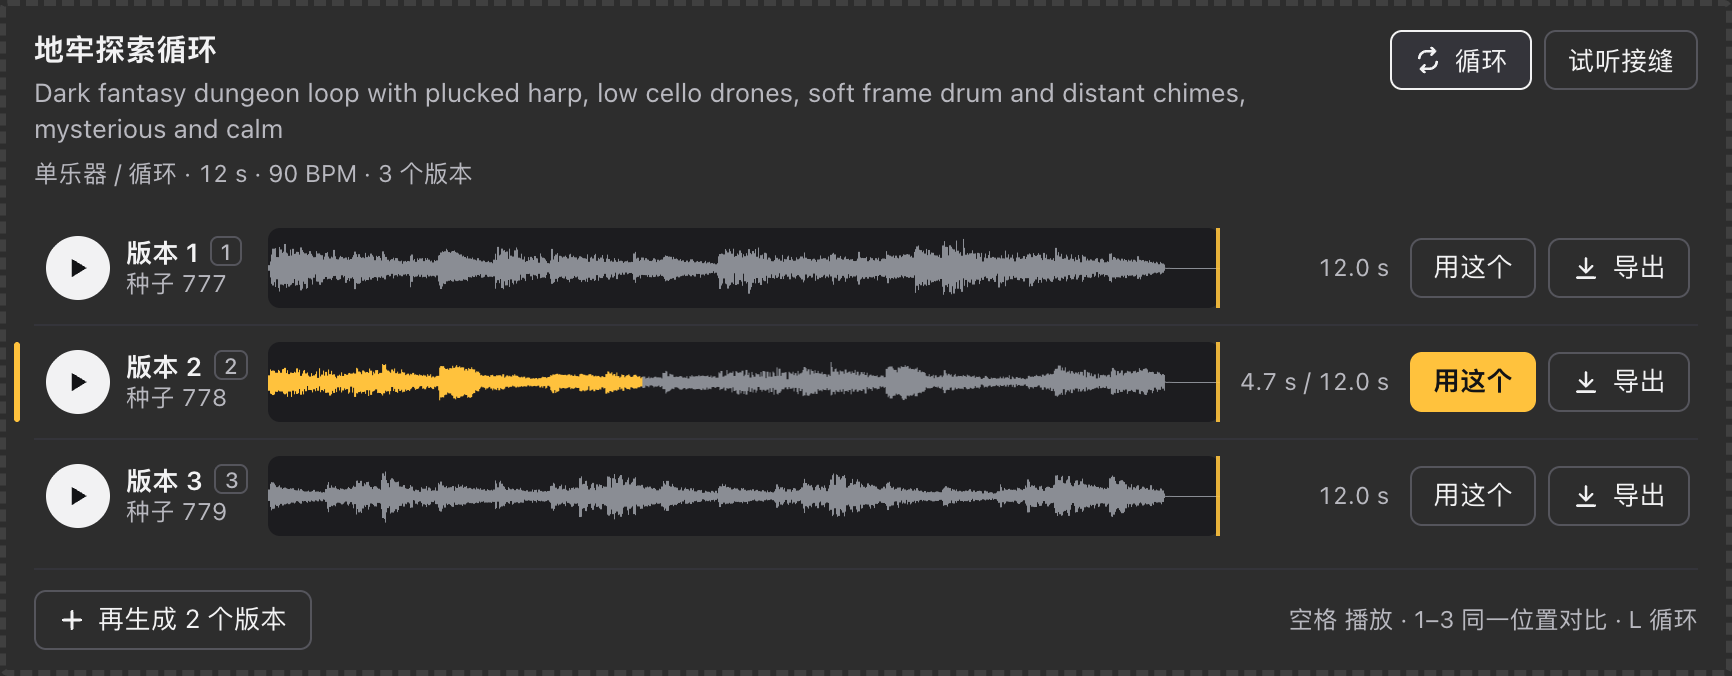 地牢探索循环
循环
试听接缝
Dark fantasy dungeon loop with plucked harp, low cello drones, soft frame drum and distant chimes,
mysterious and calm
单乐器 / 循环 · 12 s · 90 BPM · 3 个版本
版本 1 1
种子 777
12.0 s
用这个
导出
版本 2 2
种子 778
4.7 s / 12.0 s
用这个
导出
版本 3 3
种子 779
12.0 s
用这个
导出
再生成 2 个版本
空格 播放 · 1–3 同一位置对比 · L 循环